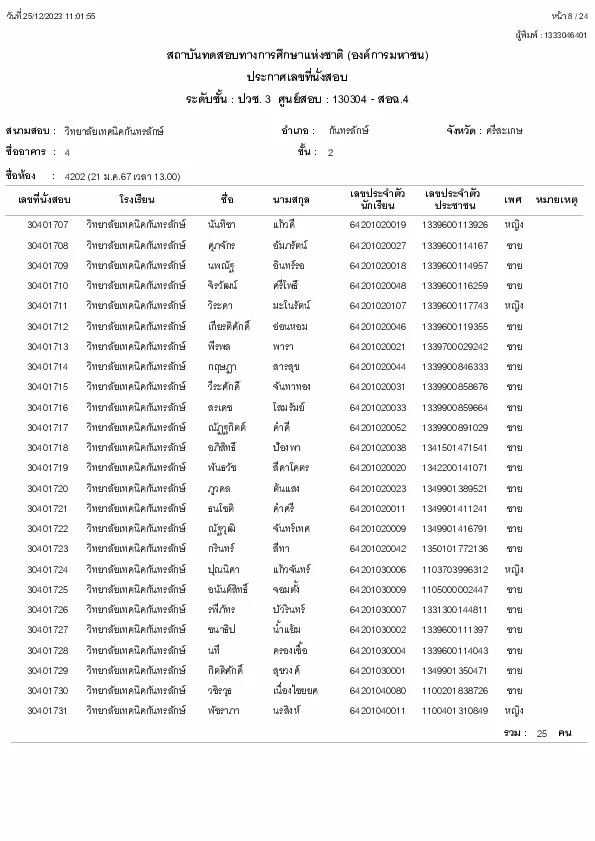 วันที่ 25/12/2023 11:01:55 หน้า 8 / 24
ผู้พิมพ์ : 1333046401
สถาบันทดสอบทางการศึกษาแห่งชาติ (องค์การมหาชน)
ประกาศเลขที่นั่งสอบ
ระดับชั้น : ปวช. 3 ศูนย์สอบ : 130304 - สอฉ.4
สนามสอบ : วิทยาลัยเทคนิคกันทรลักษ์ อำเภอ : กันทรลักษ์ จังหวัด : ศรีสะเกษ
ชื่ออาคาร : 4 ชั้น : 2
ชื่อห้อง : 4202 (21 ม.ค.67 เวลา 13.00)
เลขที่นั่งสอบ โรงเรียน ชื่อ นามสกุล เลขประจำตัวนักเรียน เลขประจำตัวประชาชน เพศ หมายเหตุ
30401707 วิทยาลัยเทคนิคกันทรลักษ์ นันทิชา แก้วดี 64201020019 1339600113926 หญิง
30401708 วิทยาลัยเทคนิคกันทรลักษ์ ศุภจักร อัมภรัตน์ 64201020027 1339600114167 ชาย
30401709 วิทยาลัยเทคนิคกันทรลักษ์ นพณัฐ อินทร์รอ 64201020018 1339600114957 ชาย
30401710 วิทยาลัยเทคนิคกันทรลักษ์ จิรวัฒน์ ศรีโพธิ์ 64201020048 1339600116259 ชาย
30401711 วิทยาลัยเทคนิคกันทรลักษ์ วิระดา มะโนรัตน์ 64201020107 1339600117743 หญิง
30401712 วิทยาลัยเทคนิคกันทรลักษ์ เกียรติศักดิ์ อ่อนหอม 64201020046 1339600119355 ชาย
30401713 วิทยาลัยเทคนิคกันทรลักษ์ พีรพล พารา 64201020021 1339700029242 ชาย
30401714 วิทยาลัยเทคนิคกันทรลักษ์ กฤษฎา สารสุข 64201020044 1339900846333 ชาย
30401715 วิทยาลัยเทคนิคกันทรลักษ์ วีระศักดิ์ จันทาทอง 64201020031 1339900858676 ชาย
30401716 วิทยาลัยเทคนิคกันทรลักษ์ สรเดช โสมรัมย์ 64201020033 1339900859664 ชาย
30401717 วิทยาลัยเทคนิคกันทรลักษ์ ณัฏฐกิตต์ คำดี 64201020052 1339900891029 ชาย
30401718 วิทยาลัยเทคนิคกันทรลักษ์ อภิสิทธิ์ ป้องพา 64201020038 1341501471541 ชาย
30401719 วิทยาลัยเทคนิคกันทรลักษ์ พันธวัช สีดาโคตร 64201020020 1342200141071 ชาย
30401720 วิทยาลัยเทคนิคกันทรลักษ์ ภูวดล ต้นแสง 64201020023 1349901389521 ชาย
30401721 วิทยาลัยเทคนิคกันทรลักษ์ ธนโชติ คำศรี 64201020011 1349901411241 ชาย
30401722 วิทยาลัยเทคนิคกันทรลักษ์ ณัฐวุฒิ จันทร์เทศ 64201020009 1349901416791 ชาย
30401723 วิทยาลัยเทคนิคกันทรลักษ์ กรินทร์ สีทา 64201020042 1350101772136 ชาย
30401724 วิทยาลัยเทคนิคกันทรลักษ์ ปุณนิศา แก้วจันทร์ 64201030006 1103703996312 หญิง
30401725 วิทยาลัยเทคนิคกันทรลักษ์ อนันต์สิทธิ์ จอมตั้ง 64201030009 1105000002447 ชาย
30401726 วิทยาลัยเทคนิคกันทรลักษ์ รพีภัทร บัวรินทร์ 64201030007 1331300144811 ชาย
30401727 วิทยาลัยเทคนิคกันทรลักษ์ ชนาธิป น้ำแย้ม 64201030002 1339600111397 ชาย
30401728 วิทยาลัยเทคนิคกันทรลักษ์ นที ครองเชื้อ 64201030004 1339600114043 ชาย
30401729 วิทยาลัยเทคนิคกันทรลักษ์ กิตติศักดิ์ สุขวงค์ 64201030001 1349901350471 ชาย
30401730 วิทยาลัยเทคนิคกันทรลักษ์ วชิรวุธ เนื่องไชยยศ 64201040080 1100201838726 ชาย
30401731 วิทยาลัยเทคนิคกันทรลักษ์ พัชราภา นรสิงห์ 64201040011 1100401310849 หญิง
รวม : 25 คน